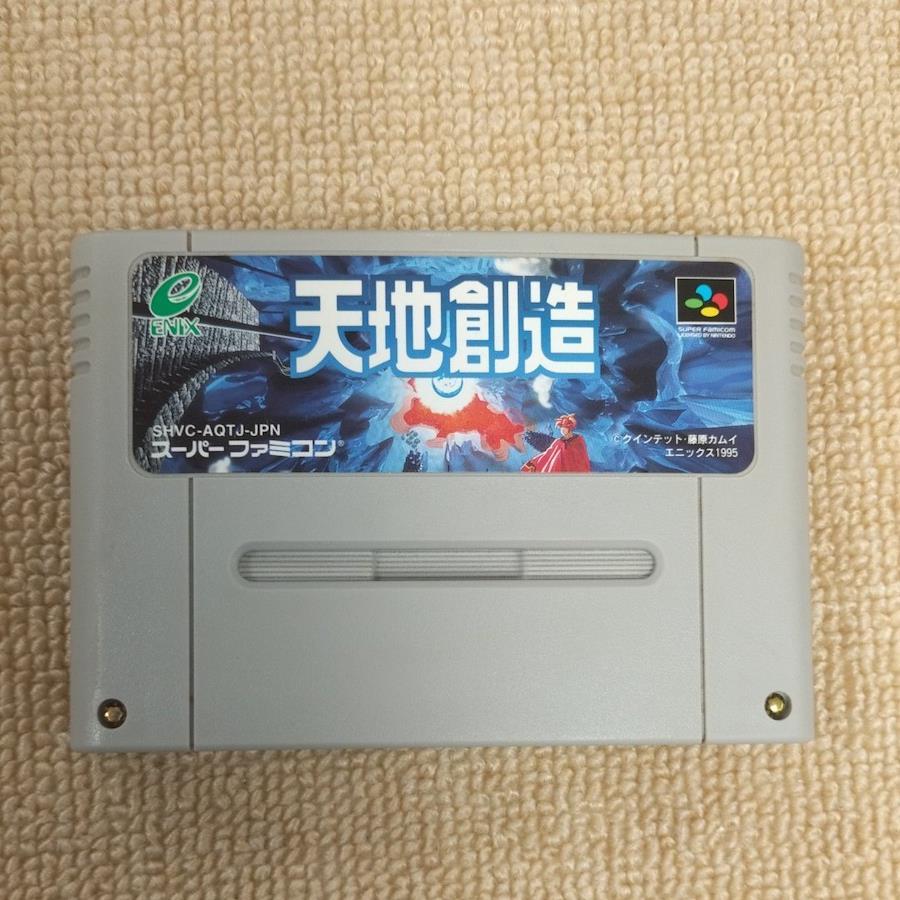 天地創造
ENIX
SUPER FAMICOM
LICENSED BY NINTENDO
SHVC-AQTJ-JPN
スーパーファミコン®
©クインテット・藤原カムイ
エニックス1995